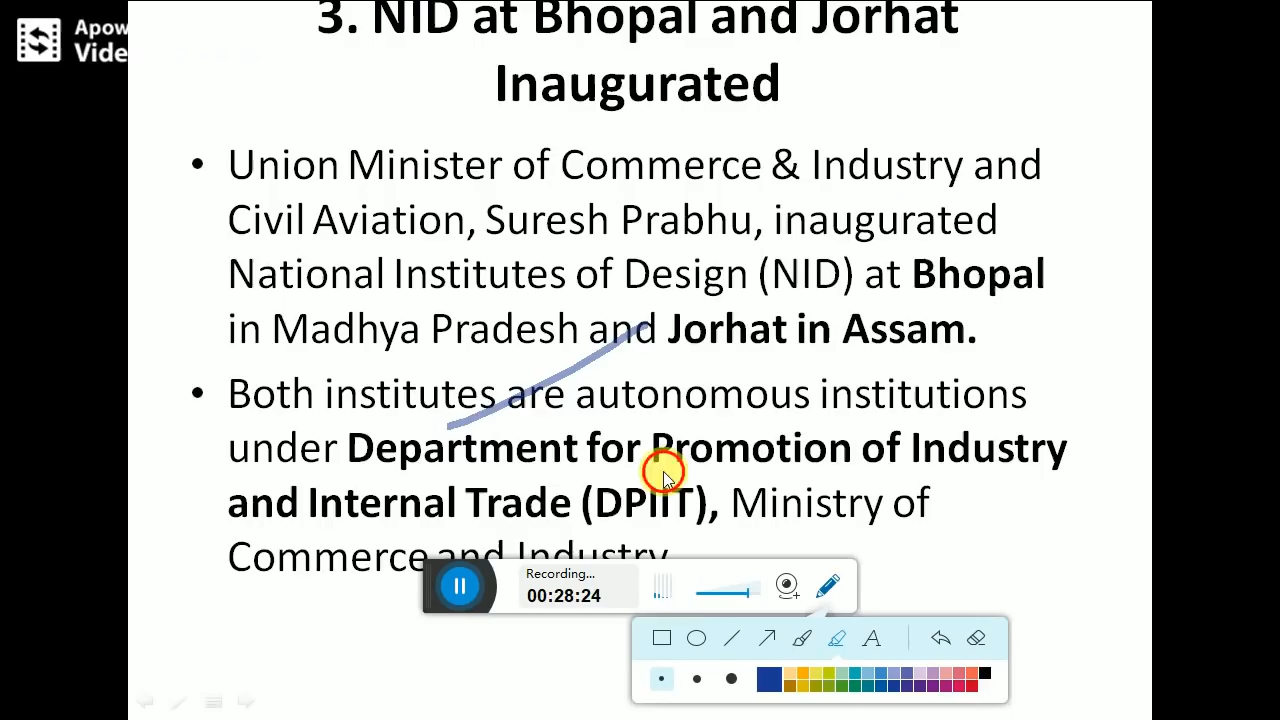 3. NID at Bhopal and Jorhat
Inaugurated
• Union Minister of Commerce & Industry and
Civil Aviation, Suresh Prabhu, inaugurated
National Institutes of Design (NID) at Bhopal
in Madhya Pradesh and Jorhat in Assam.
• Both institutes are autonomous institutions
under Department for Promotion of Industry
and Internal Trade (DPIIT), Ministry of
Commerce and Industry
Apow
Vide
Recording...
00:28:24
A